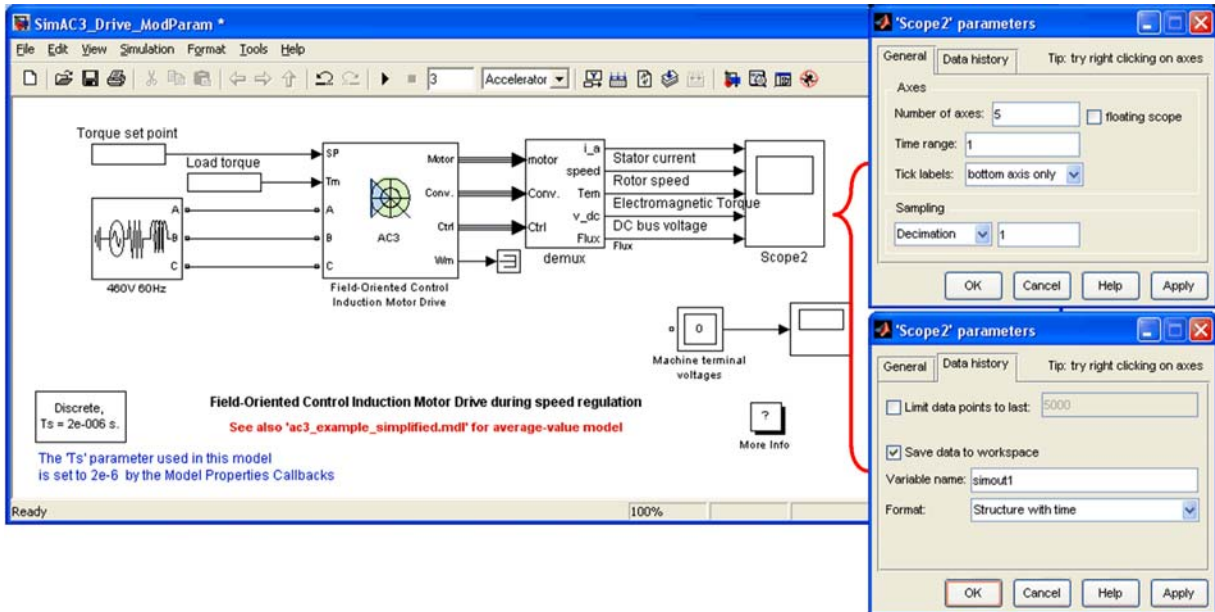 SimAC3_Drive_ModParam *
File Edit View Simulation Format Tools Help
3
Accelerator
Torque set point
Load torque
SP
Tm
A
B
C
Motor
Conv.
Ctrl
Wm
AC3
Field-Oriented Control
Induction Motor Drive
A
B
C
460V 60Hz
motor
Conv.
Ctrl
i_a
speed
Tem
v_dc
Flux
demux
Stator current
Rotor speed
Electromagnetic Torque
DC bus voltage
Flux
Scope2
0
Machine terminal
voltages
Discrete,
Ts = 2e-006 s.
Field-Oriented Control Induction Motor Drive during speed regulation
See also 'ac3_example_simplified.mdl' for average-value model
?
More Info
The 'Ts' parameter used in this model
is set to 2e-6 by the Model Properties Callbacks
Ready
100%
'Scope2' parameters
General Data history Tip: try right clicking on axes
Axes
Number of axes: 5 floating scope
Time range: 1
Tick labels: bottom axis only
Sampling
Decimation 1
OK Cancel Help Apply
'Scope2' parameters
General Data history Tip: try right clicking on axes
Limit data points to last: 5000
Save data to workspace
Variable name: simout1
Format: Structure with time
OK Cancel Help Apply